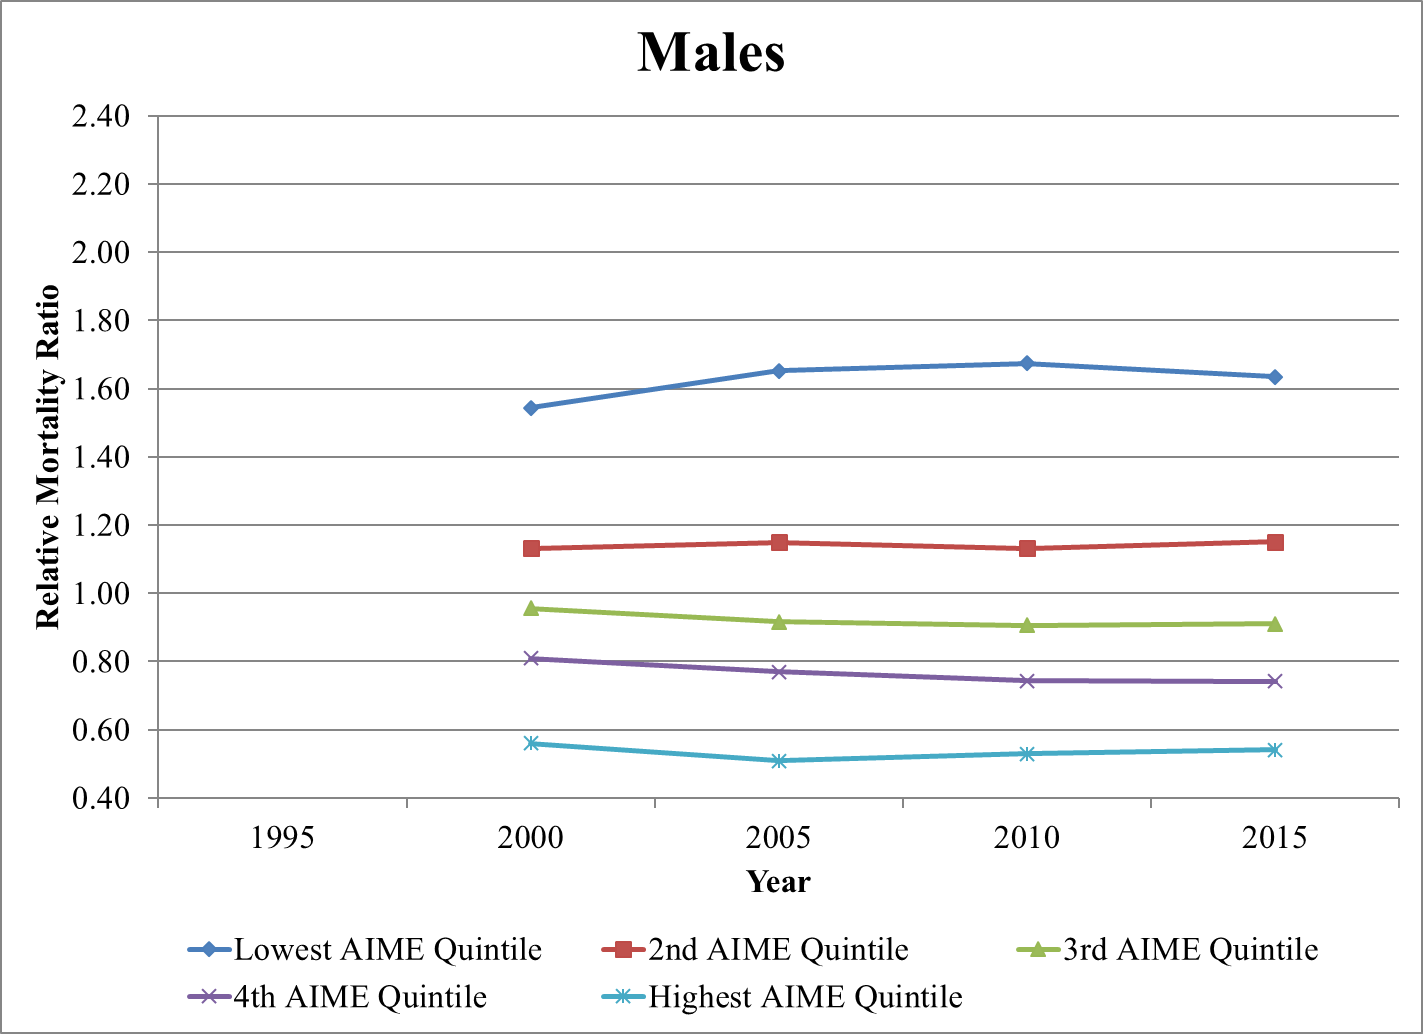 Males
2.40
2.20
2.00
1.80
1.60
1.40
1.20
1.00
0.80
0.60
0.40
Relative Mortality Ratio
1995 2000 2005 2010 2015
Year
Lowest AIME Quintile 2nd AIME Quintile 3rd AIME Quintile
4th AIME Quintile Highest AIME Quintile